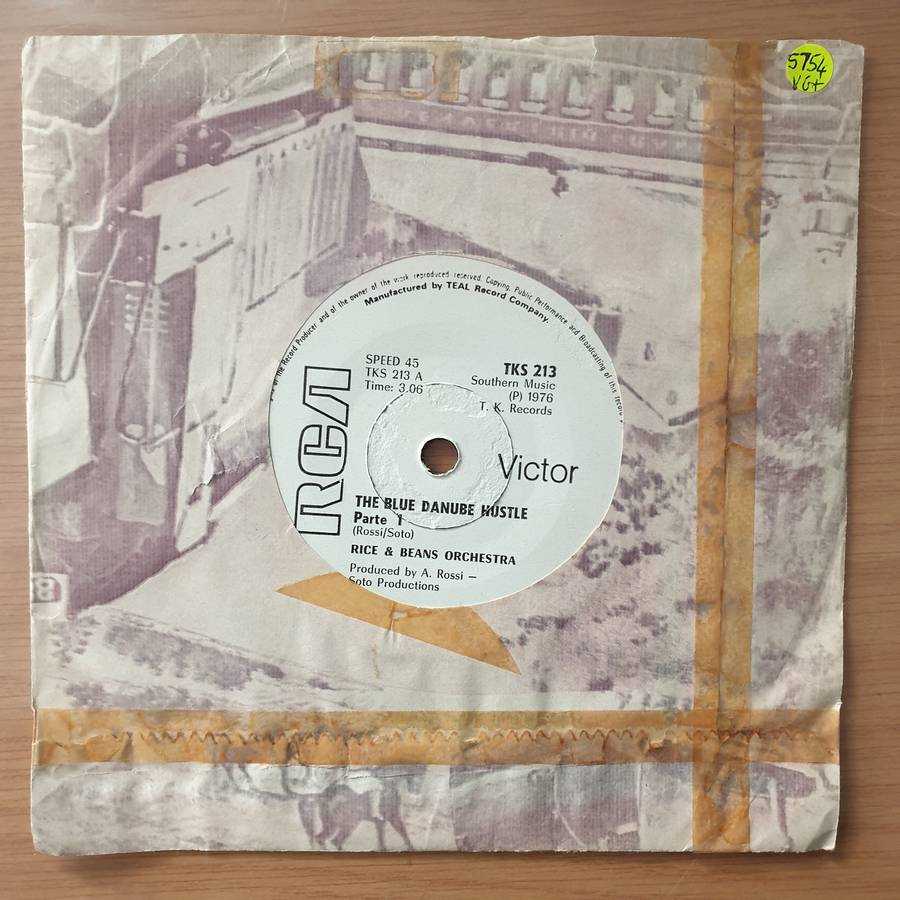 5754
VG+
of the Record Producer and of the owner of the work reproduced reserved. Copying, Public Performance and Broadcasting of this record
Manufactured by TEAL Record Company.
RCA
SPEED 45
TKS 213 A
Time: 3.06
TKS 213
Southern Music
(P) 1976
T. K. Records
Victor
THE BLUE DANUBE HUSTLE
Parte 1
(Rossi/Soto)
RICE & BEANS ORCHESTRA
Produced by A. Rossi –
Soto Productions